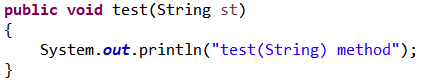 public void test(String st)
{
    System.out.println("test(String) method");
}